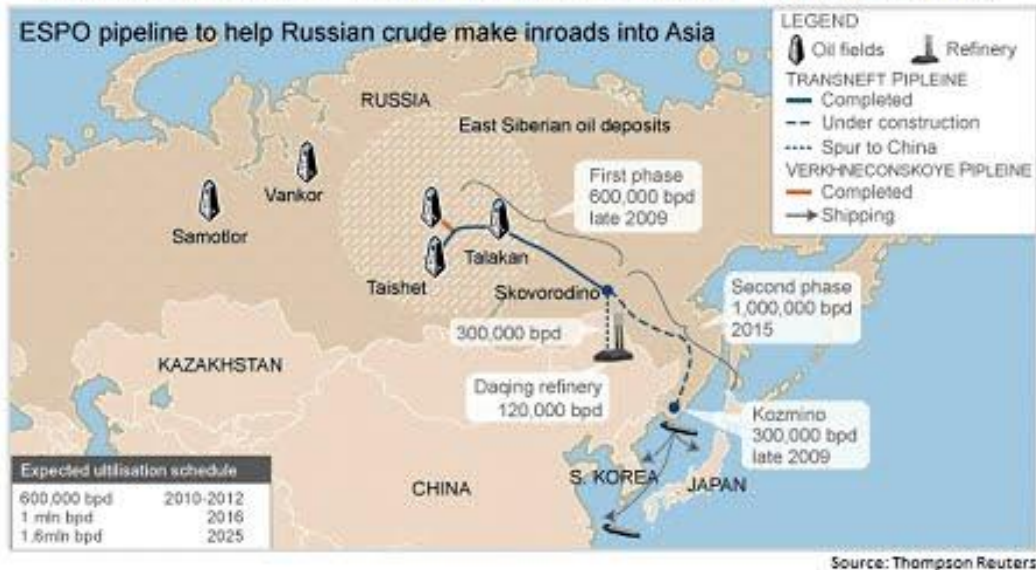 ESPO pipeline to help Russian crude make inroads into Asia
LEGEND
Oil fields
Refinery
TRANSNEFT PIPLEINE
Completed
Under construction
Spur to China
VERKHNECONSKOYE PIPLEINE
Completed
Shipping
RUSSIA
East Siberian oil deposits
First phase
600,000 bpd
late 2009
Vankor
Samotlor
Talakan
Taishet
Skovorodino
Second phase
1,000,000 bpd
2015
300,000 bpd
KAZAKHSTAN
Daqing refinery
120,000 bpd
Kozmino
300,000 bpd
late 2009
S. KOREA
JAPAN
CHINA
Expected ultilisation schedule
600,000 bpd 2010-2012
1 mln bpd 2016
1.6mln bpd 2025
Source: Thompson Reuters